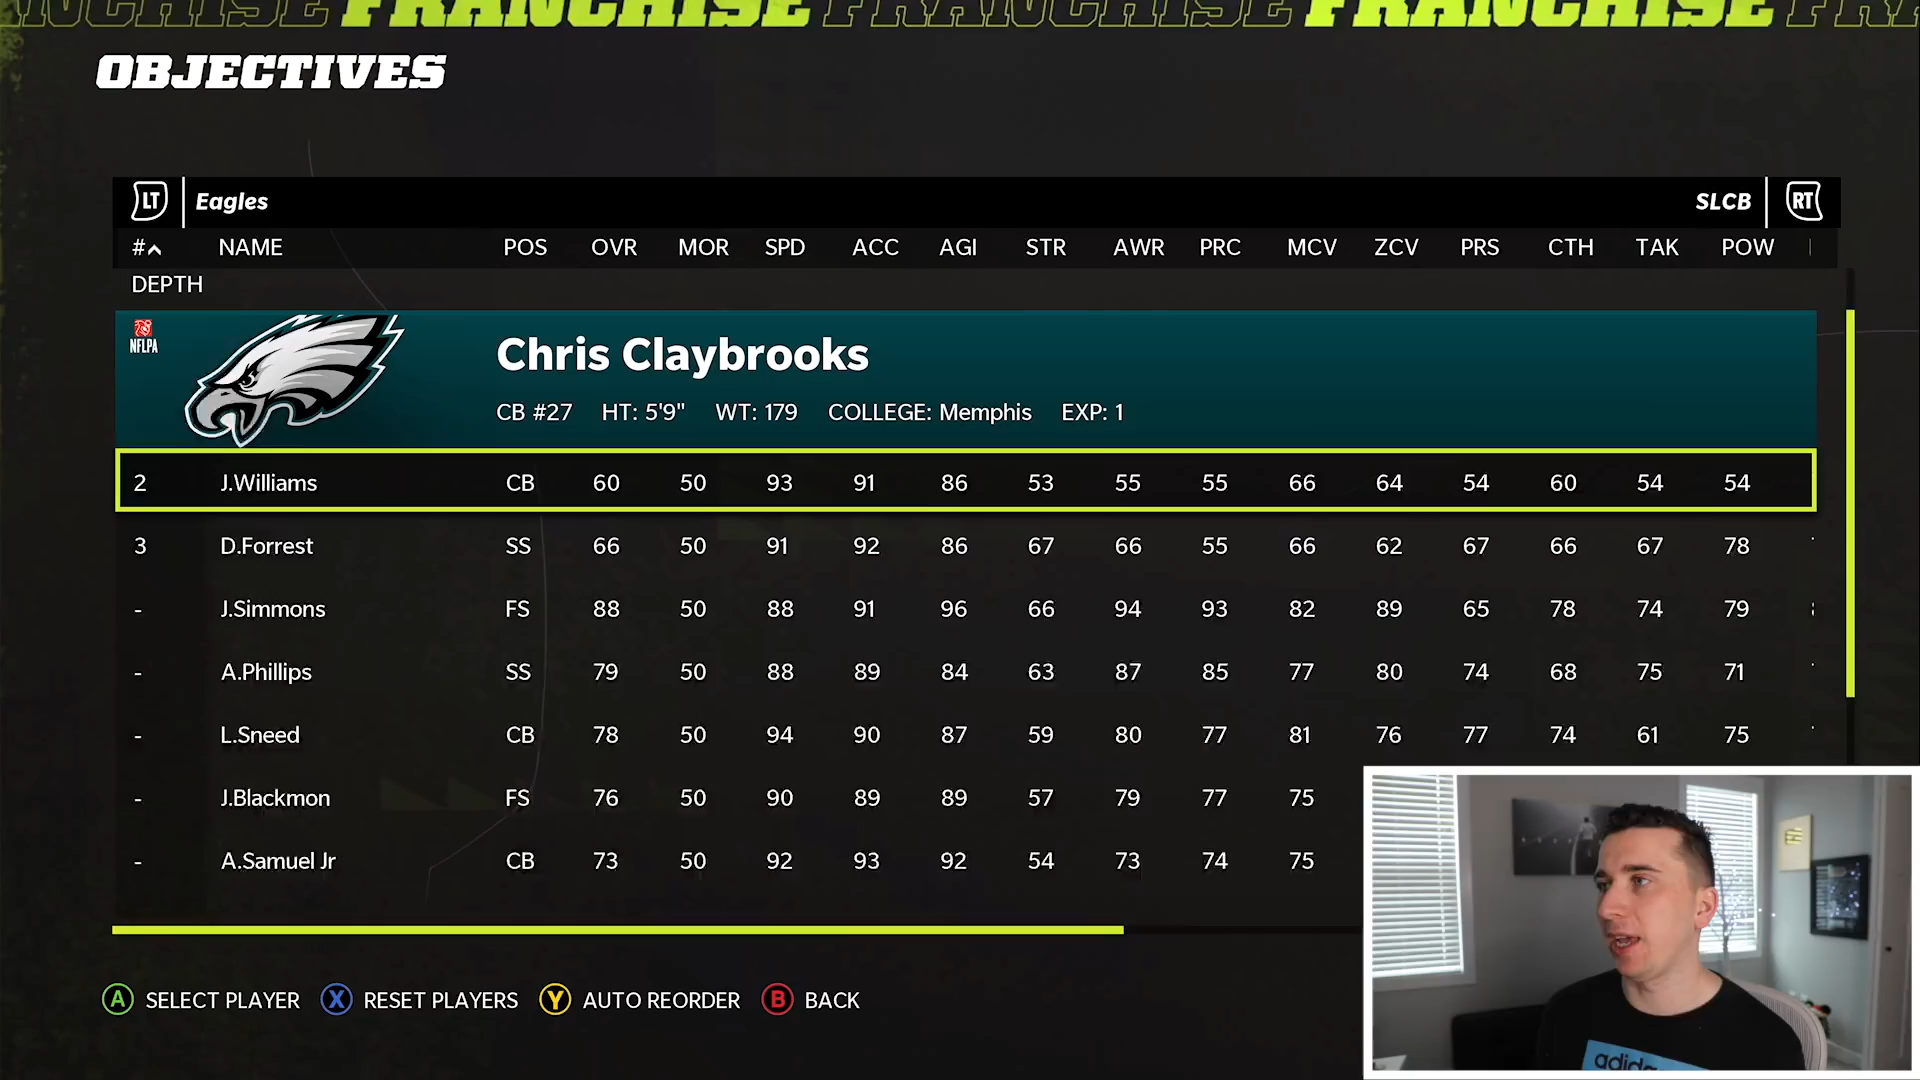 FRANCHISE FRANCHISE FRANCHISE FRANCHISE
OBJECTIVES
LT Eagles SLCB RT
# NAME POS OVR MOR SPD ACC AGI STR AWR PRC MCV ZCV PRS CTH TAK POW
DEPTH
NFLPA
Chris Claybrooks
CB #27 HT: 5'9" WT: 179 COLLEGE: Memphis EXP: 1
2 J.Williams CB 60 50 93 91 86 53 55 55 66 64 54 60 54 54
3 D.Forrest SS 66 50 91 92 86 67 66 55 66 62 67 66 67 78
- J.Simmons FS 88 50 88 91 96 66 94 93 82 89 65 78 74 79
- A.Phillips SS 79 50 88 89 84 63 87 85 77 80 74 68 75 71
- L.Sneed CB 78 50 94 90 87 59 80 77 81 76 77 74 61 75
- J.Blackmon FS 76 50 90 89 89 57 79 77 75
- A.Samuel Jr CB 73 50 92 93 92 54 73 74 75
A SELECT PLAYER X RESET PLAYERS Y AUTO REORDER B BACK
adidas